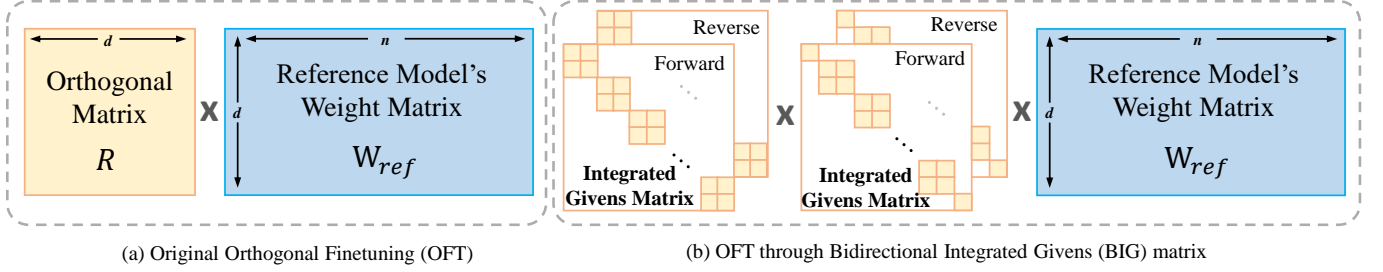 d
Orthogonal
Matrix
R
X
n
d
Reference Model's
Weight Matrix
W_ref
(a) Original Orthogonal Finetuning (OFT)
Reverse
Forward
Integrated
Givens Matrix
X
Reverse
Forward
Integrated
Givens Matrix
X
n
d
Reference Model's
Weight Matrix
W_ref
(b) OFT through Bidirectional Integrated Givens (BIG) matrix